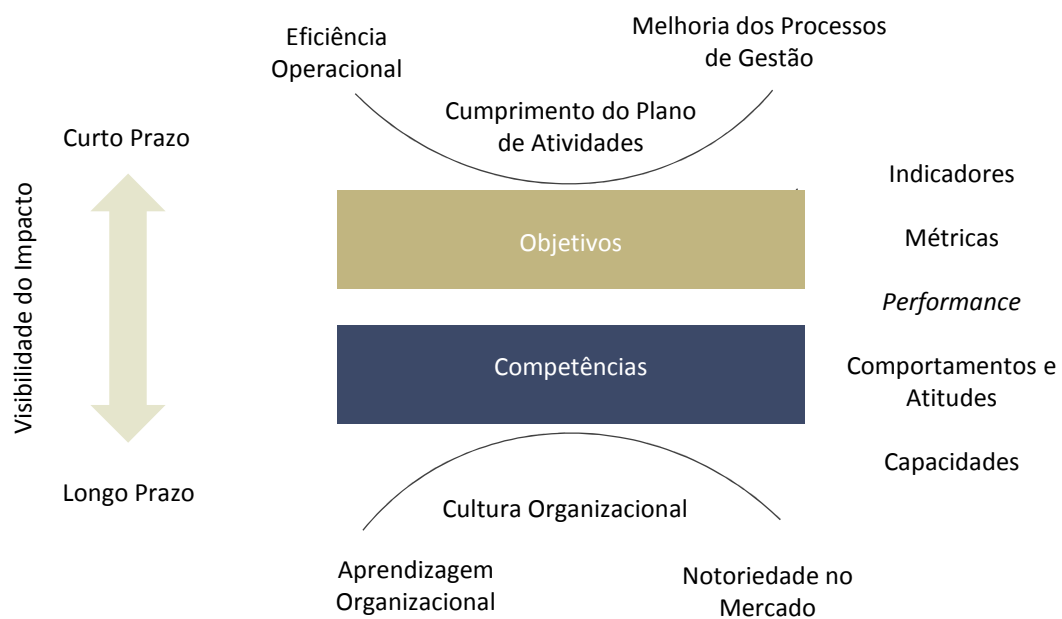 Eficiência
Operacional
Melhoria dos Processos
de Gestão
Cumprimento do Plano
de Atividades
Curto Prazo
Visibilidade do Impacto
Longo Prazo
Objetivos
Competências
Indicadores
Métricas
Performance
Comportamentos e
Atitudes
Capacidades
Cultura Organizacional
Aprendizagem
Organizacional
Notoriedade no
Mercado